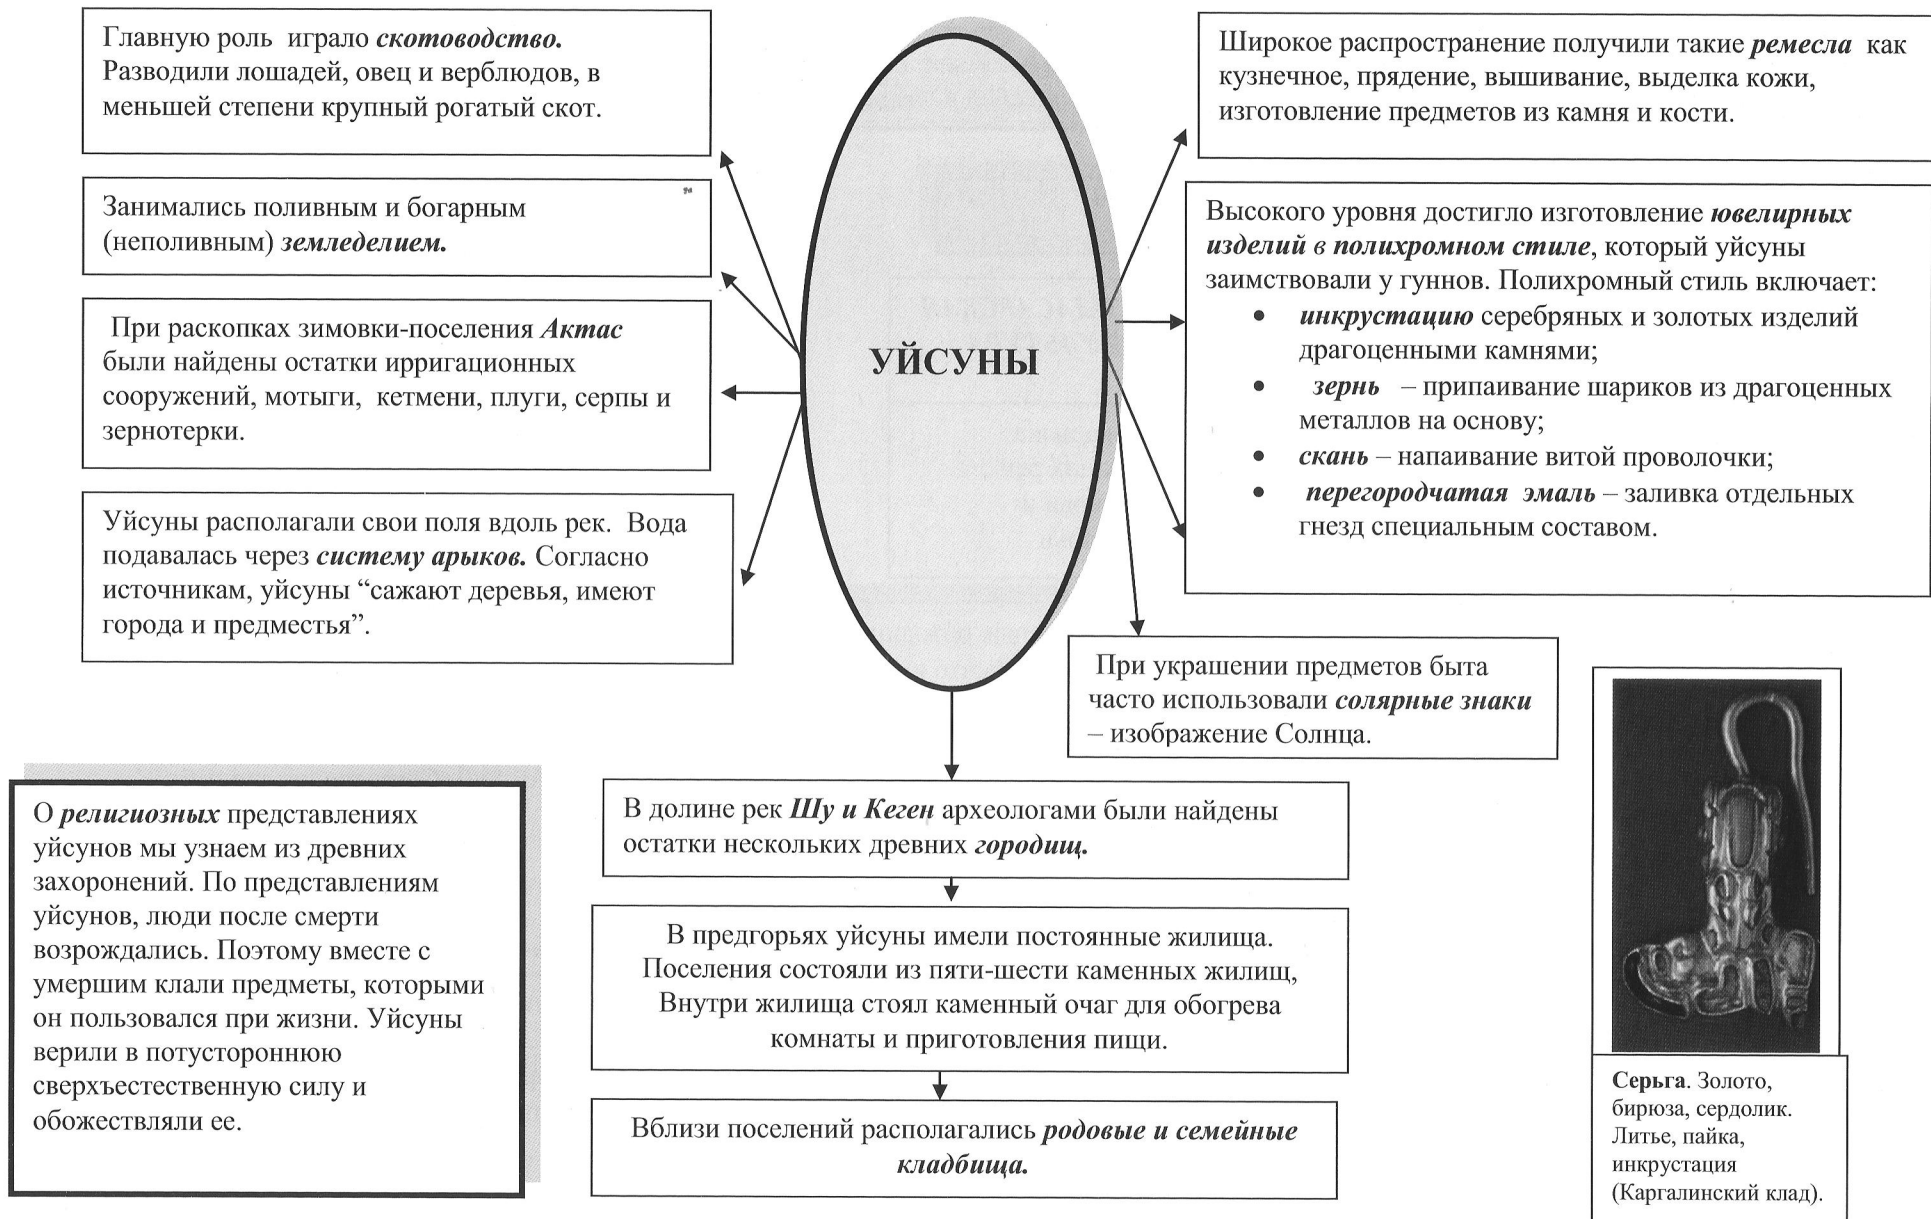 Главную роль играло скотоводство.
Разводили лошадей, овец и верблюдов, в
меньшей степени крупный рогатый скот.
Занимались поливным и богарным
(неполивным) земледелием.
При раскопках зимовки-поселения Актас
были найдены остатки ирригационных
сооружений, мотыги, кетмени, плуги, серпы и
зернотерки.
Уйсуны располагали свои поля вдоль рек. Вода
подавалась через систему арыков. Согласно
источникам, уйсуны “сажают деревья, имеют
города и предместья”.
УЙСУНЫ
Широкое распространение получили такие ремесла как
кузнечное, прядение, вышивание, выделка кожи,
изготовление предметов из камня и кости.
Высокого уровня достигло изготовление ювелирных
изделий в полихромном стиле, который уйсуны
заимствовали у гуннов. Полихромный стиль включает:
• инкрустацию серебряных и золотых изделий
драгоценными камнями;
• зернь – припаивание шариков из драгоценных
металлов на основу;
• скань – напаивание витой проволочки;
• перегородчатая эмаль – заливка отдельных
гнезд специальным составом.
При украшении предметов быта
часто использовали солярные знаки
– изображение Солнца.
О религиозных представлениях
уйсунов мы узнаем из древних
захоронений. По представлениям
уйсунов, люди после смерти
возрождались. Поэтому вместе с
умершим клали предметы, которыми
он пользовался при жизни. Уйсуны
верили в потустороннюю
сверхъестественную силу и
обожествляли ее.
В долине рек Шу и Кеген археологами были найдены
остатки нескольких древних городищ.
В предгорьях уйсуны имели постоянные жилища.
Поселения состояли из пяти-шести каменных жилищ,
Внутри жилища стоял каменный очаг для обогрева
комнаты и приготовления пищи.
Вблизи поселений располагались родовые и семейные
кладбища.
Серьга. Золото,
бирюза, сердолик.
Литье, пайка,
инкрустация
(Каргалинский клад).